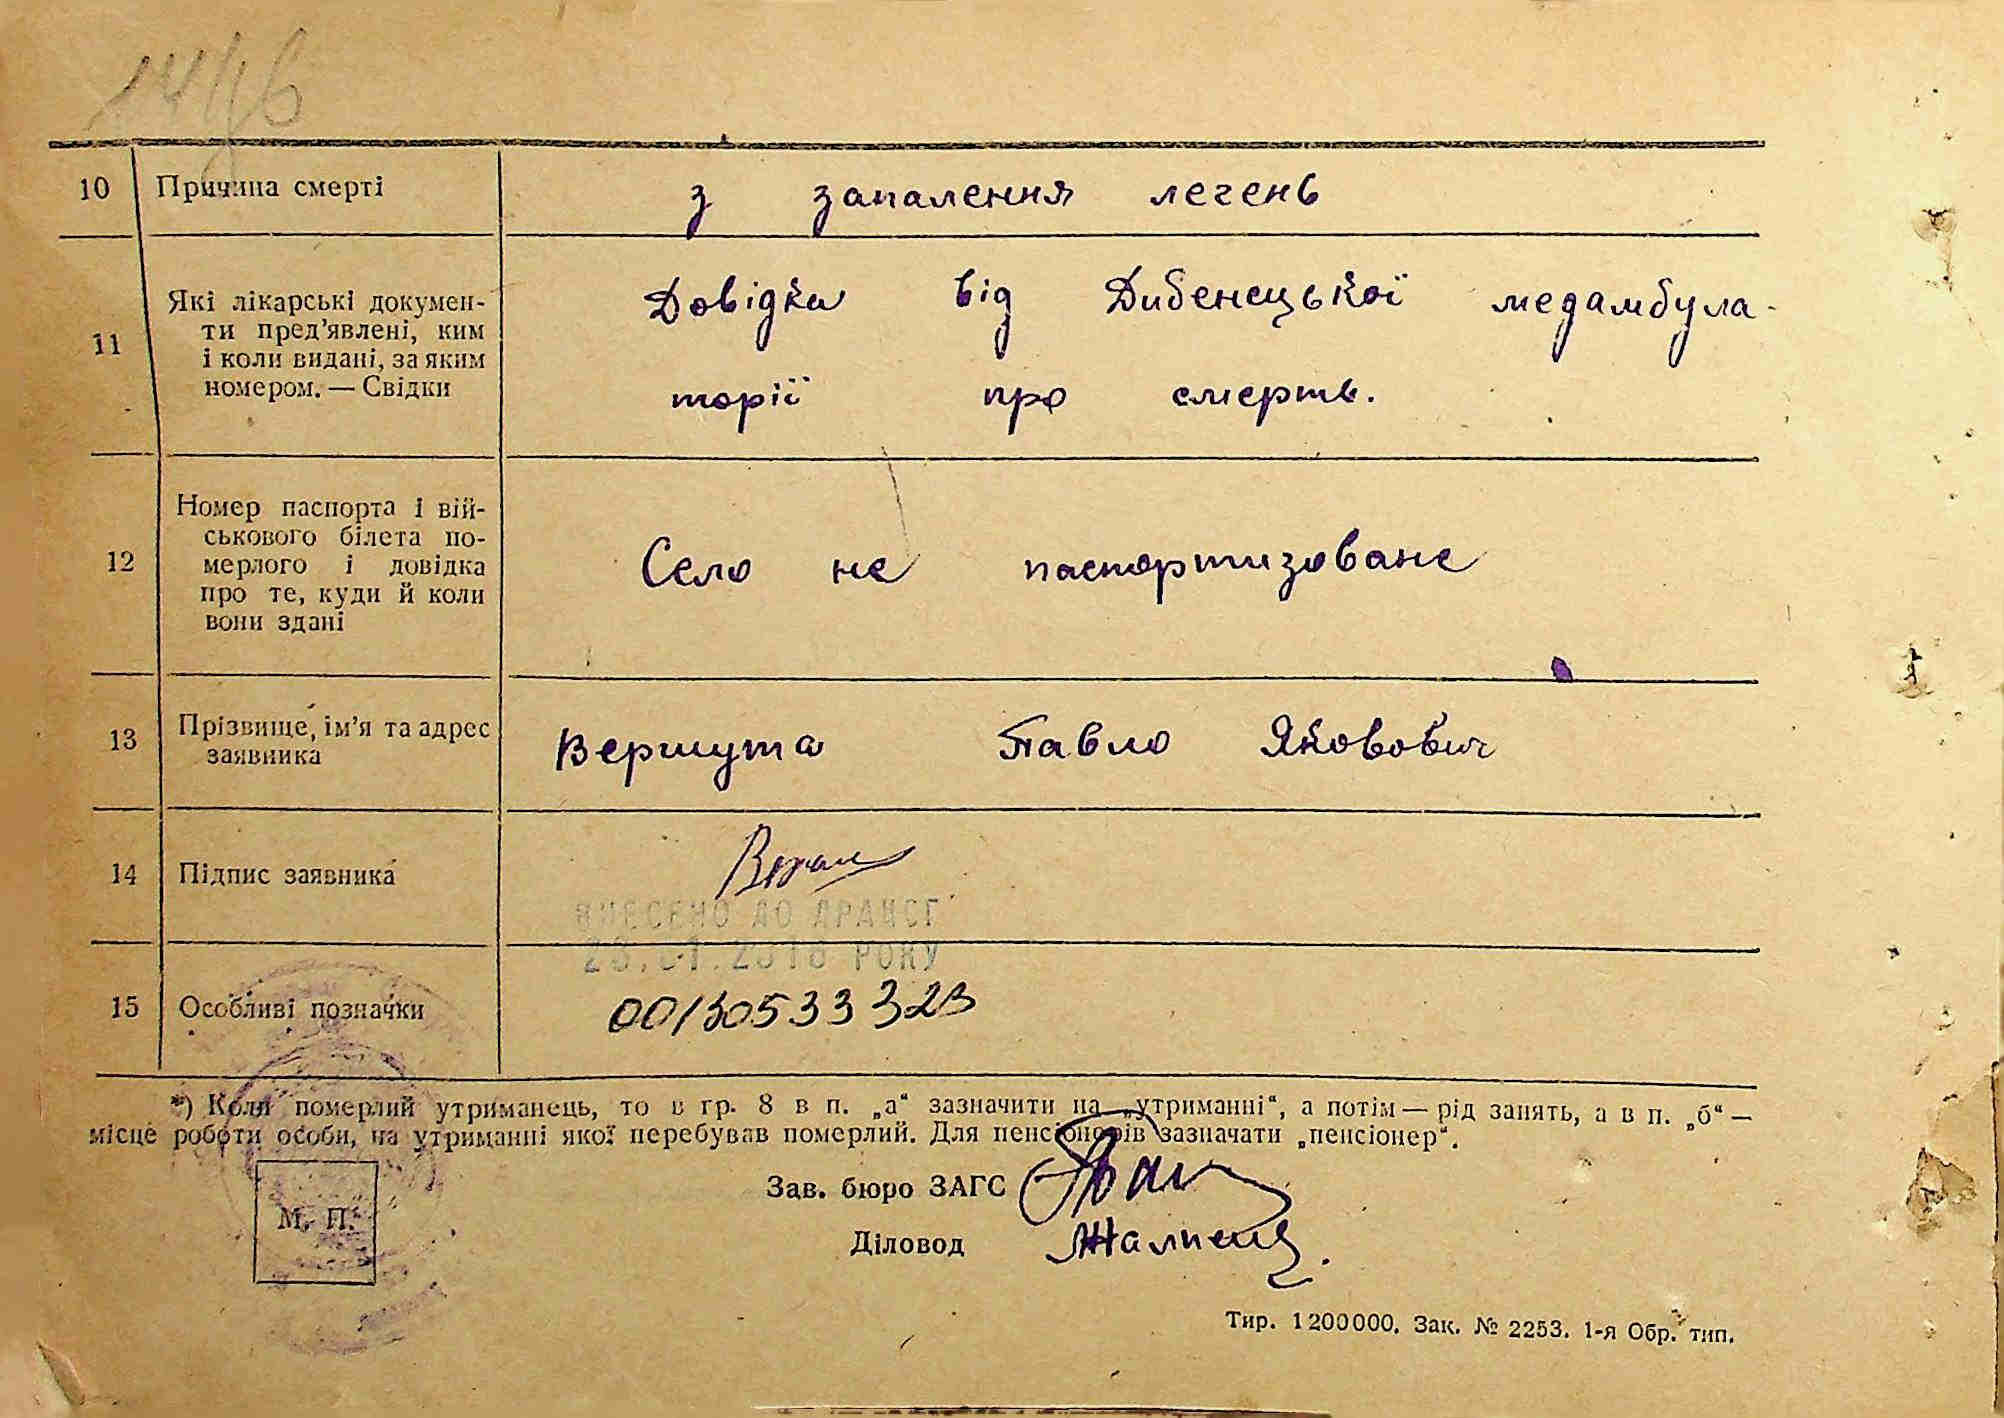 10 Причина смерті з запалення легень
11 Які лікарські докумен-
ти пред'явлені, ким
і коли видані, за яким
номером. — Свідки
Довідка від Дибенецької медамбула-
торії про смерть.
12 Номер паспорта і вій-
ськового білета по-
мерлого і довідка
про те, куди й коли
вони здані
Село не паспортизоване
13 Прізвище, ім'я та адрес
заявника
Вершута Павло Якович
14 Підпис заявника
ВНЕСЕНО ДО ДРАЦСГ
РОКУ
15 Особливі позначки 00130533323
*) Коли померлий утриманець, то в гр. 8 в п. „а“ зазначити на „утриманні“, а потім — рід занять, а в п. „б“ —
місце роботи особи, на утриманні якої перебував померлий. Для пенсіонерів зазначати „пенсіонер“.
Зав. бюро ЗАГС
М. П.
Діловод
Тир. 1200000. Зак. № 2253. 1-я Обр. тип.